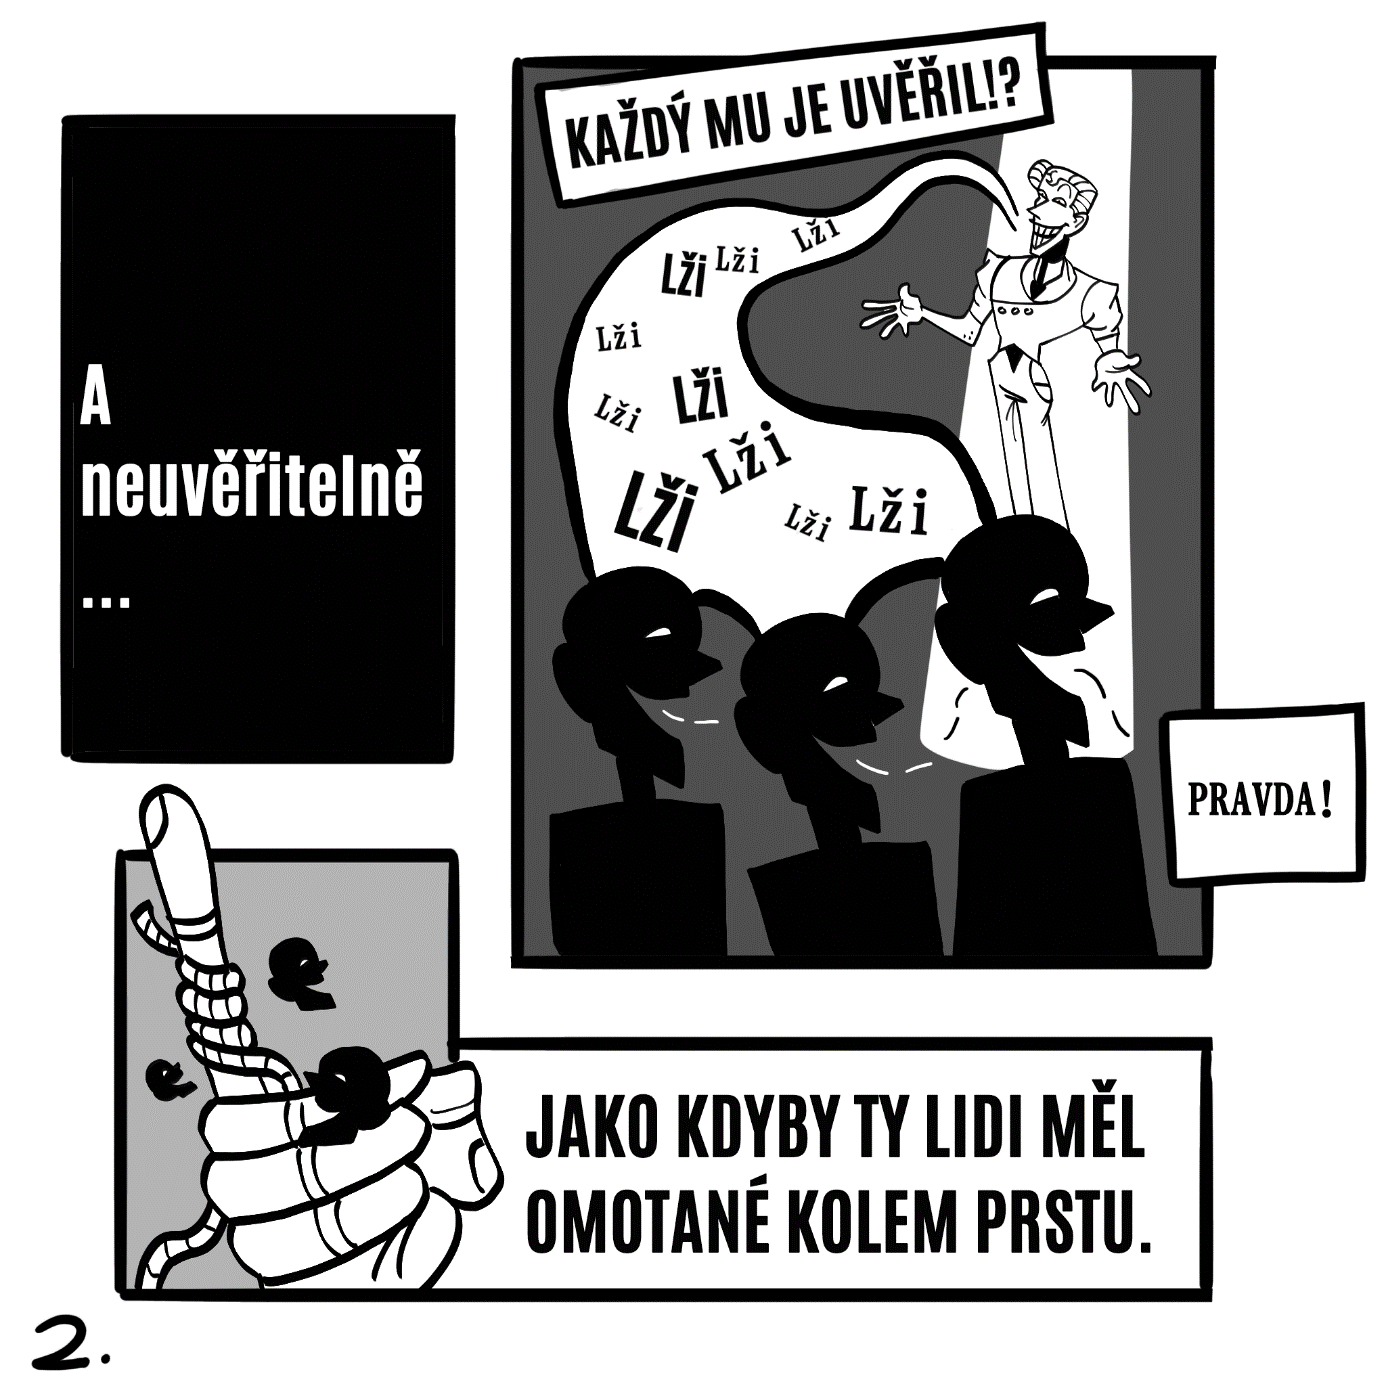 A
neuvěřitelně
...
KAŽDÝ MU JE UVĚŘIL!?
Lži
LŽi
Lži
Lži
LŽi
Lži
Lži
LŽi
Lži
Lži
PRAVDA!
JAKO KDYBY TY LIDI MĚL
OMOTANÉ KOLEM PRSTU.
2.